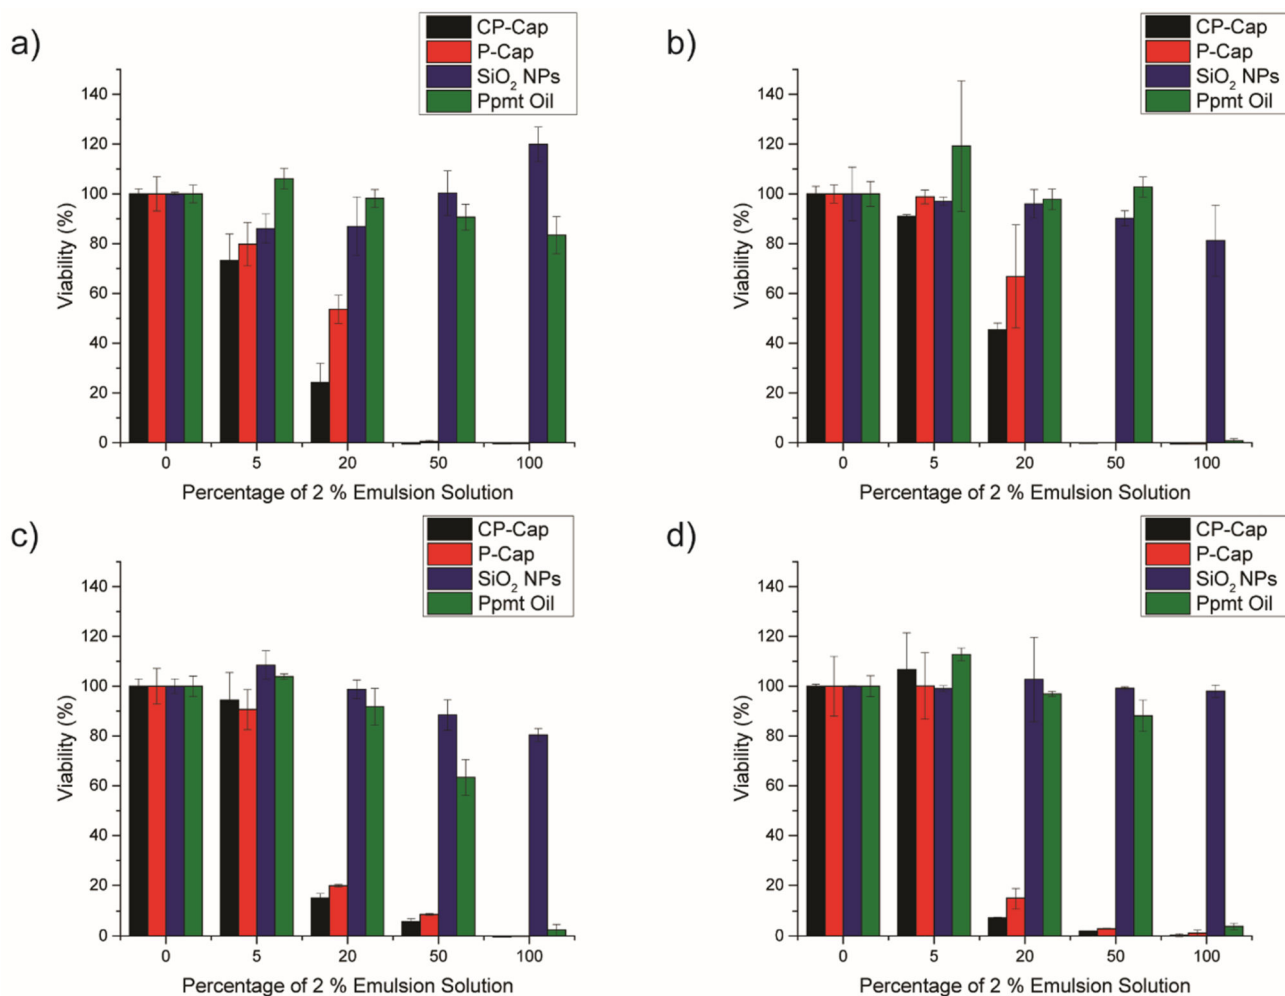 a)
CP-Cap
P-Cap
SiO₂ NPs
Ppmt Oil
Viability (%)
140
120
100
80
60
40
20
0
0 5 20 50 100
Percentage of 2 % Emulsion Solution
b)
CP-Cap
P-Cap
SiO₂ NPs
Ppmt Oil
Viability (%)
140
120
100
80
60
40
20
0
0 5 20 50 100
Percentage of 2 % Emulsion Solution
c)
CP-Cap
P-Cap
SiO₂ NPs
Ppmt Oil
Viability (%)
140
120
100
80
60
40
20
0
0 5 20 50 100
Percentage of 2 % Emulsion Solution
d)
CP-Cap
P-Cap
SiO₂ NPs
Ppmt Oil
Viability (%)
140
120
100
80
60
40
20
0
0 5 20 50 100
Percentage of 2 % Emulsion Solution